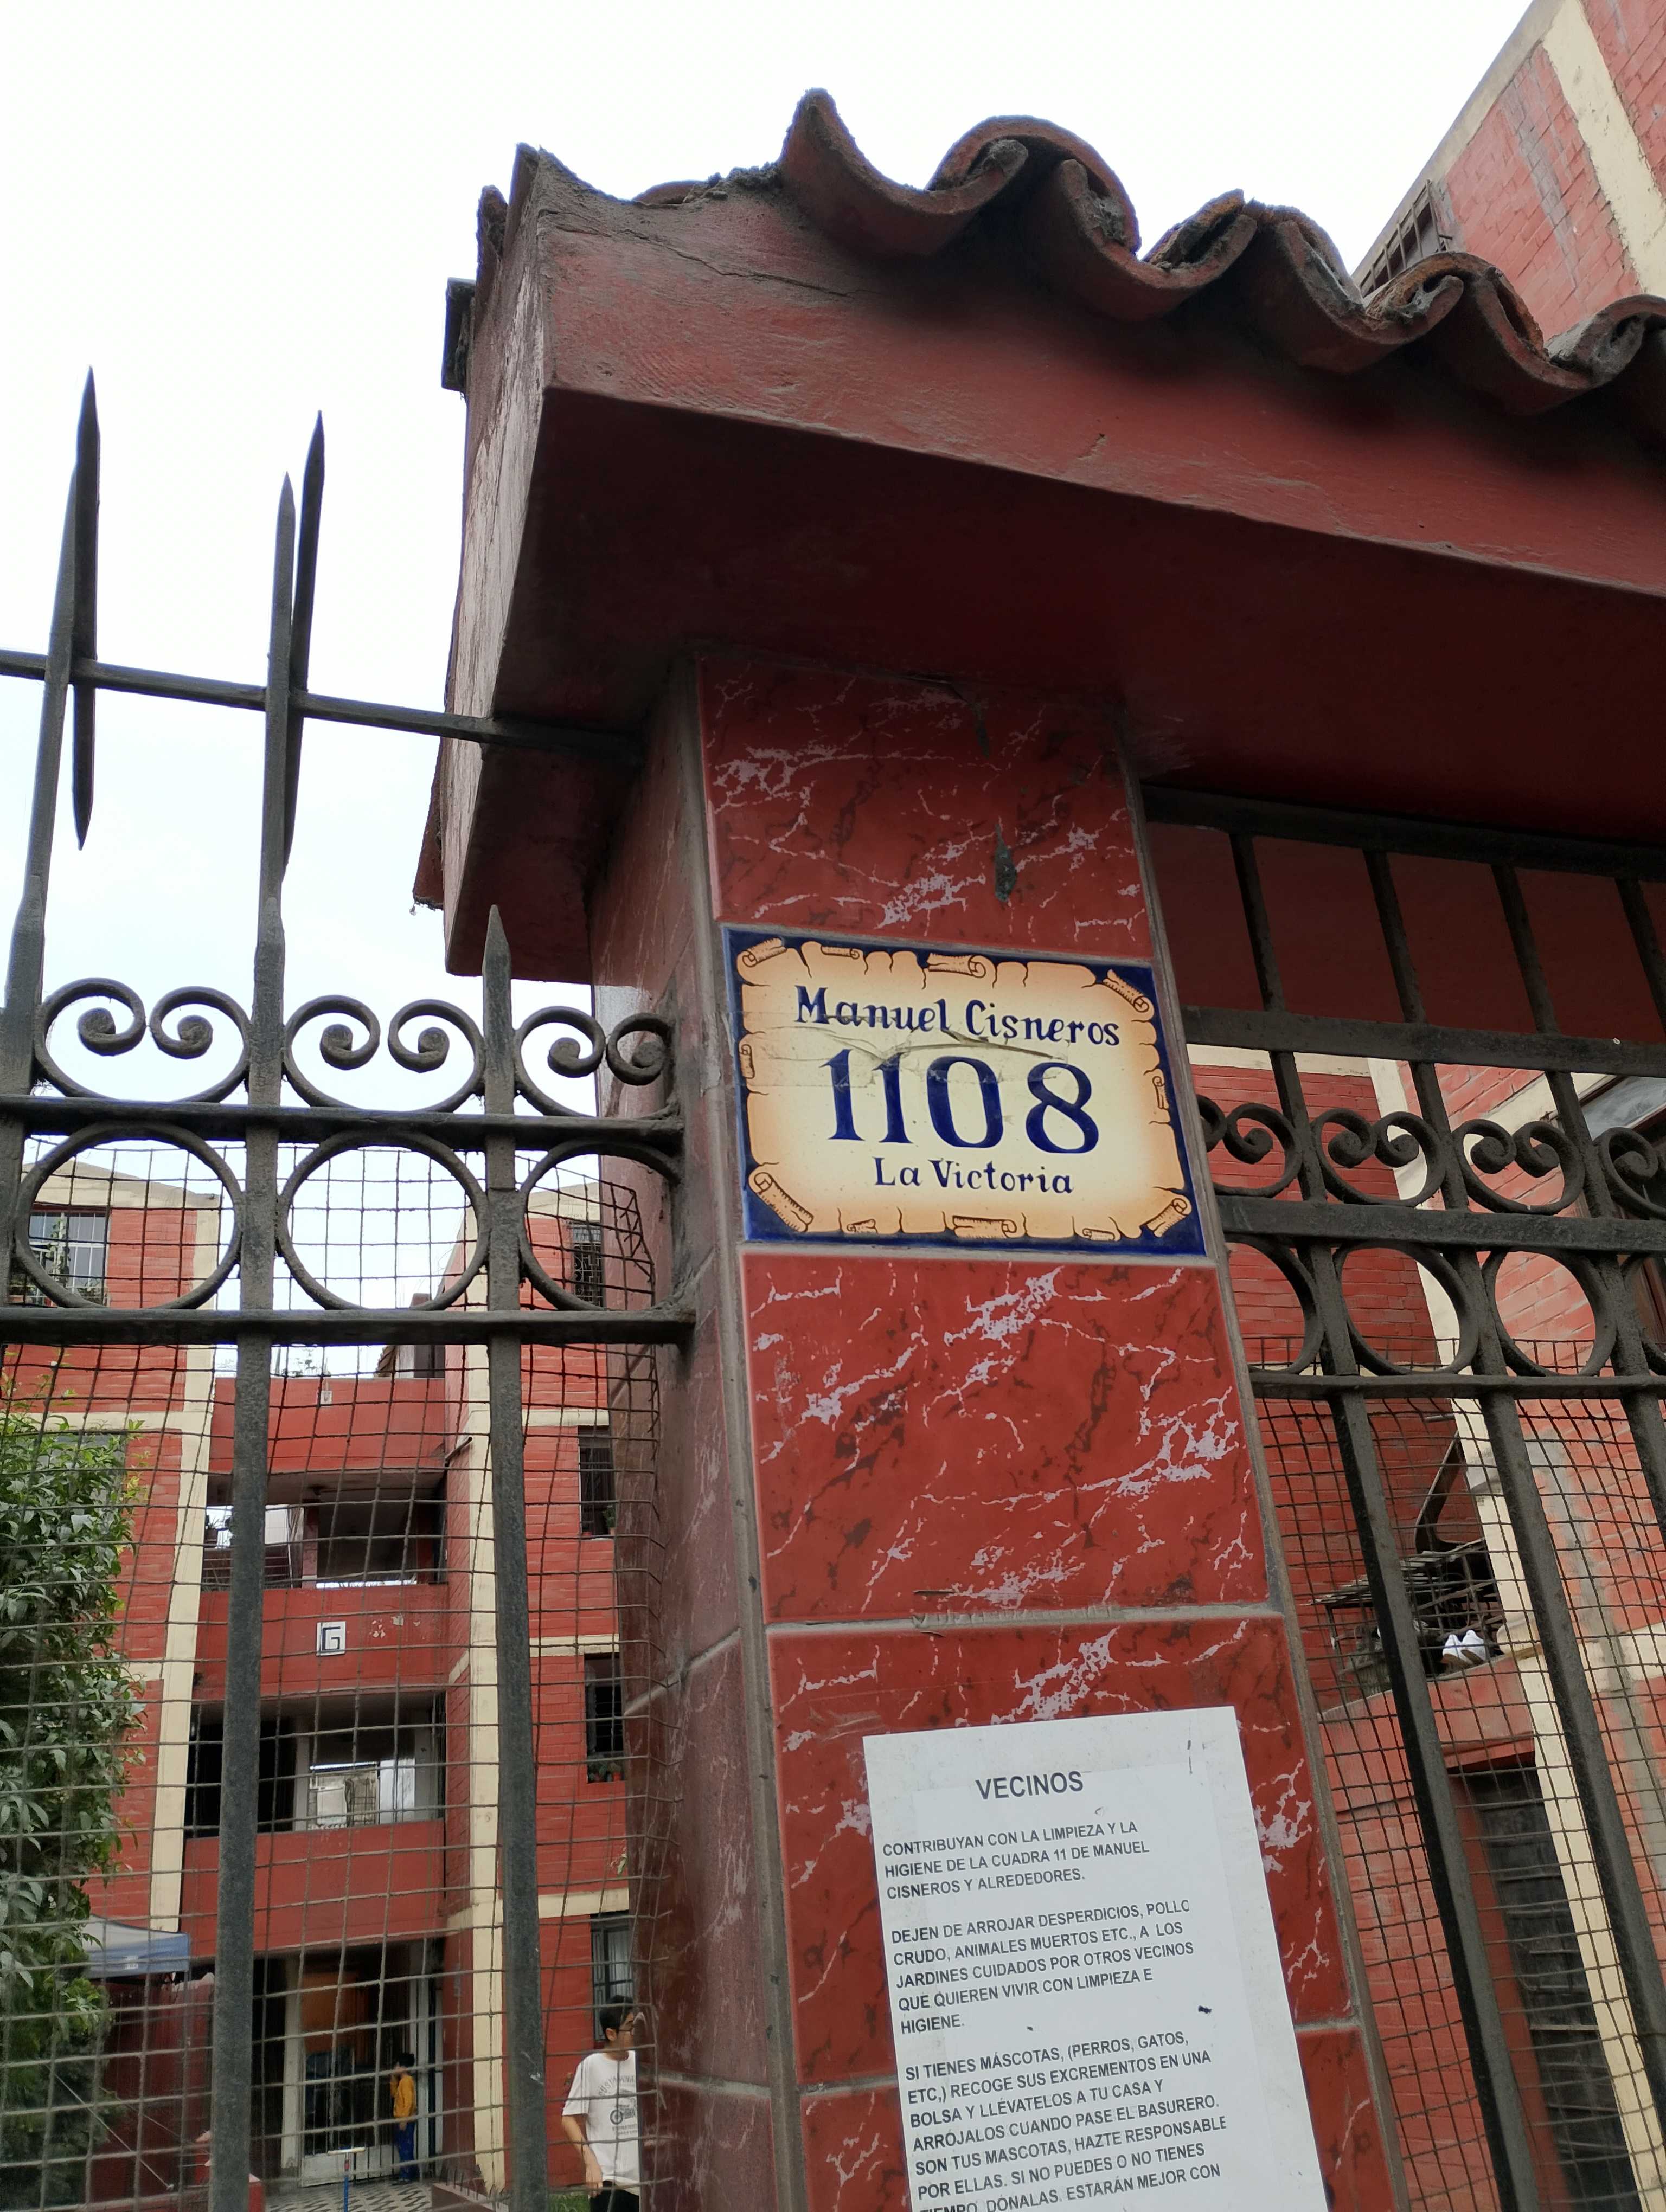 Manuel Cisneros
1108
La Victoria
G
VECINOS
CONTRIBUYAN CON LA LIMPIEZA Y LA
HIGIENE DE LA CUADRA 11 DE MANUEL
CISNEROS Y ALREDEDORES.
DEJEN DE ARROJAR DESPERDICIOS, POLLO
CRUDO, ANIMALES MUERTOS ETC., A LOS
JARDINES CUIDADOS POR OTROS VECINOS
QUE QUIEREN VIVIR CON LIMPIEZA E
HIGIENE.
SI TIENES MÁSCOTAS, (PERROS, GATOS,
ETC,) RECOGE SUS EXCREMENTOS EN UNA
BOLSA Y LLÉVATELOS A TU CASA Y
ARRÓJALOS CUANDO PASE EL BASURERO.
SON TUS MASCOTAS, HAZTE RESPONSABLE
POR ELLAS. SI NO PUEDES O NO TIENES
TIEMPO, DÓNALAS. ESTARÁN MEJOR CON